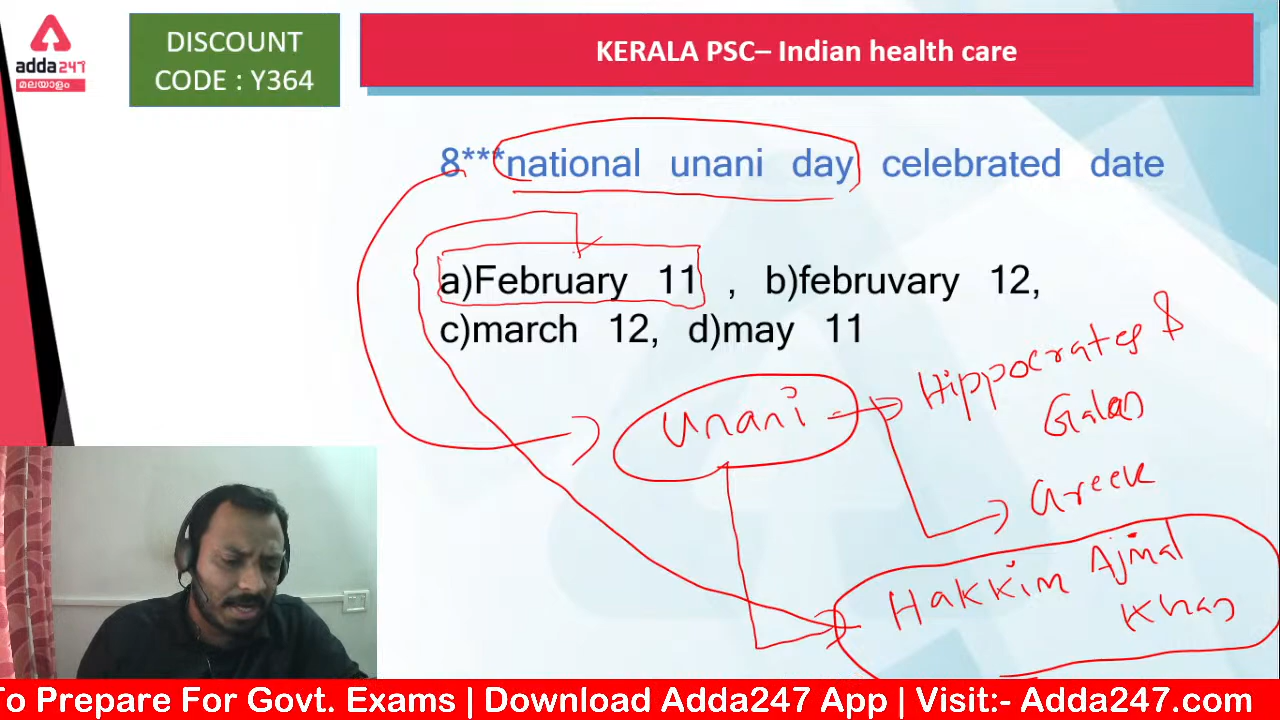 adda247
മലയാളം
DISCOUNT
CODE : Y364
KERALA PSC– Indian health care
8***national unani day celebrated date
a)February 11 , b)februvary 12,
c)march 12, d)may 11
Unani
Hippocrates &
Galen
Greek
Hakkim Ajmal
Khan
To Prepare For Govt. Exams | Download Adda247 App | Visit:- Adda247.com